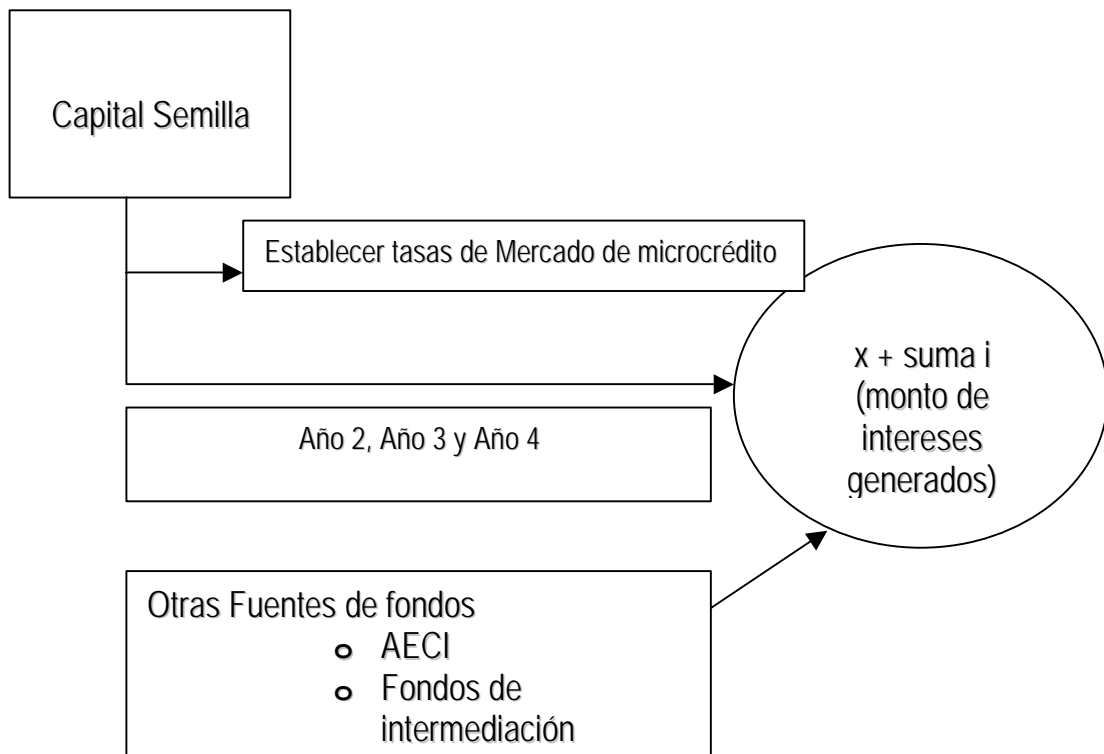 Capital Semilla
Establecer tasas de Mercado de microcrédito
x + suma i
(monto de
intereses
generados)
Año 2, Año 3 y Año 4
Otras Fuentes de fondos
o AECI
o Fondos de
intermediación